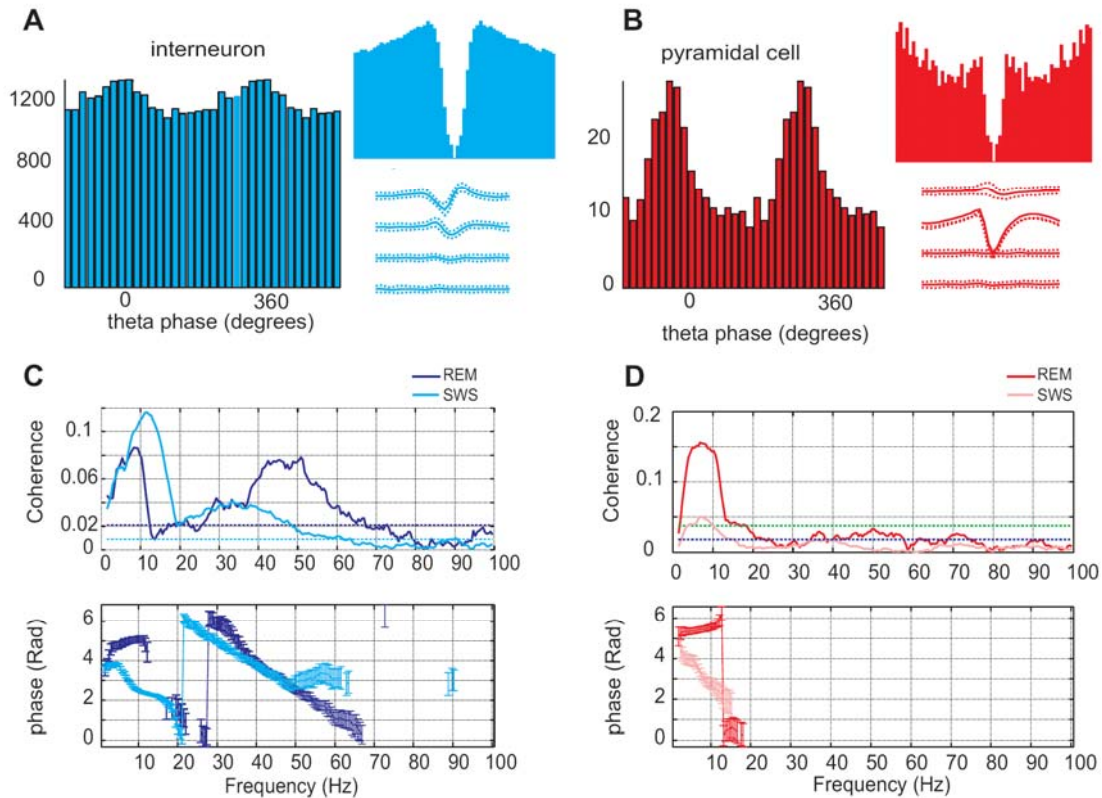 A
interneuron
1200
800
400
0
0 360
theta phase (degrees)
B
pyramidal cell
20
10
0
0 360
theta phase (degrees)
C
REM
SWS
Coherence
0.1
0.06
0.02
0
0 10 20 30 40 50 60 70 80 90 100
phase (Rad)
6
4
2
0
10 20 30 40 50 60 70 80 90 100
Frequency (Hz)
D
REM
SWS
Coherence
0.2
0.1
0
0 10 20 30 40 50 60 70 80 90 100
phase (Rad)
6
5
4
3
2
1
0
0 10 20 30 40 50 60 70 80 90 100
Frequency (Hz)